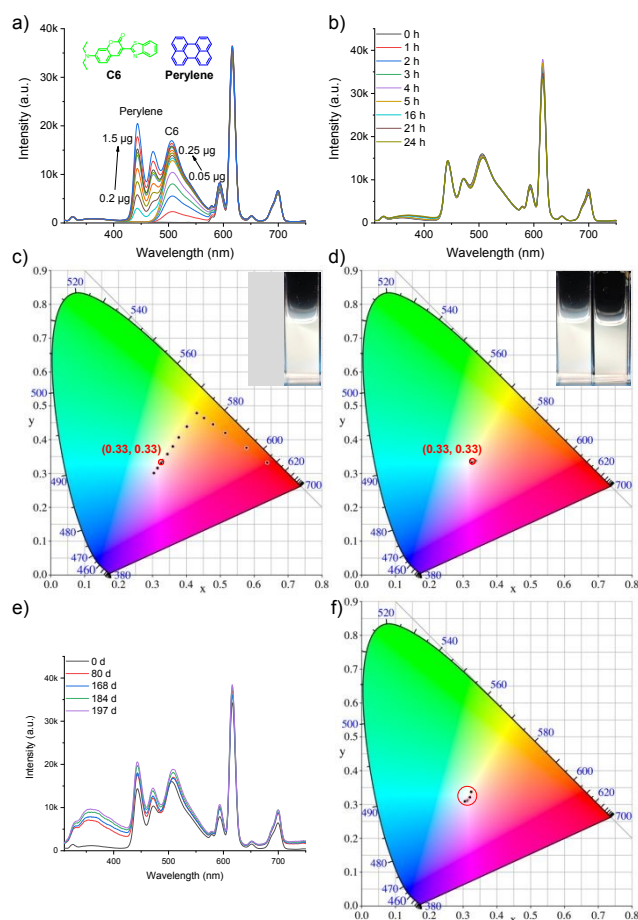 a)
40k
30k
20k
10k
0
Intensity (a.u.)
O
O
N
N
C6
Perylene
Perylene
1.5 µg
0.2 µg
C6
0.25 µg
0.05 µg
400 500 600 700
Wavelength (nm)
b)
40k
30k
20k
10k
0
Intensity (a.u.)
0 h
1 h
2 h
3 h
4 h
5 h
16 h
21 h
24 h
400 500 600 700
Wavelength (nm)
c)
0.9
0.8
0.7
0.6
0.5
y
0.4
0.3
0.2
0.1
0.0
520
540
560
580
600
620
700
500
490
480
470
460
380
(0.33, 0.33)
0.0 0.1 0.2 0.3 0.4 0.5 0.6 0.7 0.8
x
d)
0.9
0.8
0.7
0.6
0.5
y
0.4
0.3
0.2
0.1
0.0
520
540
560
580
600
620
700
500
490
480
470
460
380
(0.33, 0.33)
0.0 0.1 0.2 0.3 0.4 0.5 0.6 0.7 0.8
x
e)
40k
30k
20k
10k
0
Intensity (a.u.)
0 d
80 d
168 d
184 d
197 d
400 500 600 700
Wavelength (nm)
f)
0.9
0.8
0.7
0.6
0.5
y
0.4
0.3
0.2
0.1
0.0
520
540
560
580
600
620
700
500
490
480
470
460
380
0.0 0.1 0.2 0.3 0.4 0.5 0.6 0.7 0.8
x